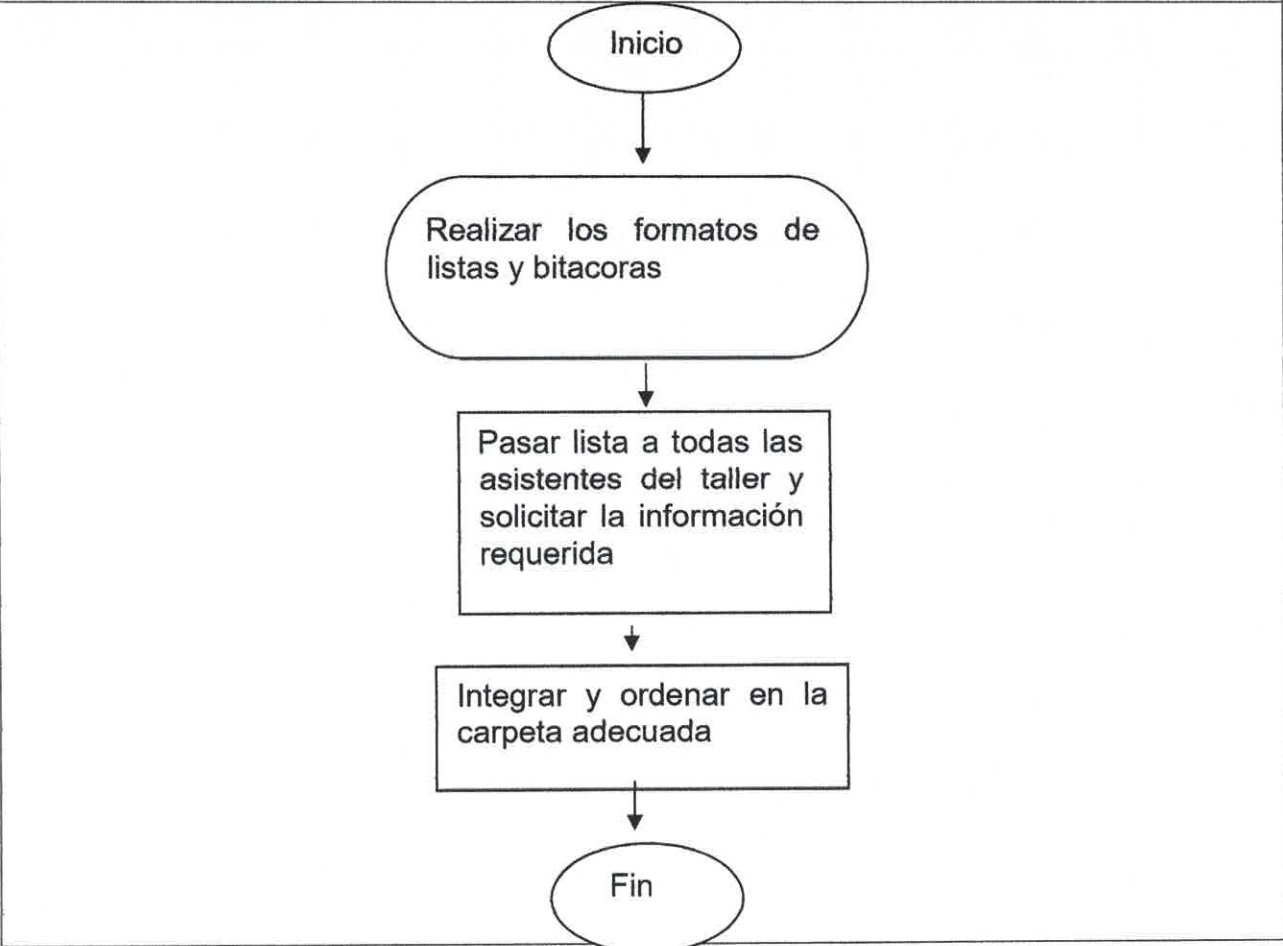 Inicio
Realizar los formatos de
listas y bitacoras
Pasar lista a todas las
asistentes del taller y
solicitar la información
requerida
Integrar y ordenar en la
carpeta adecuada
Fin